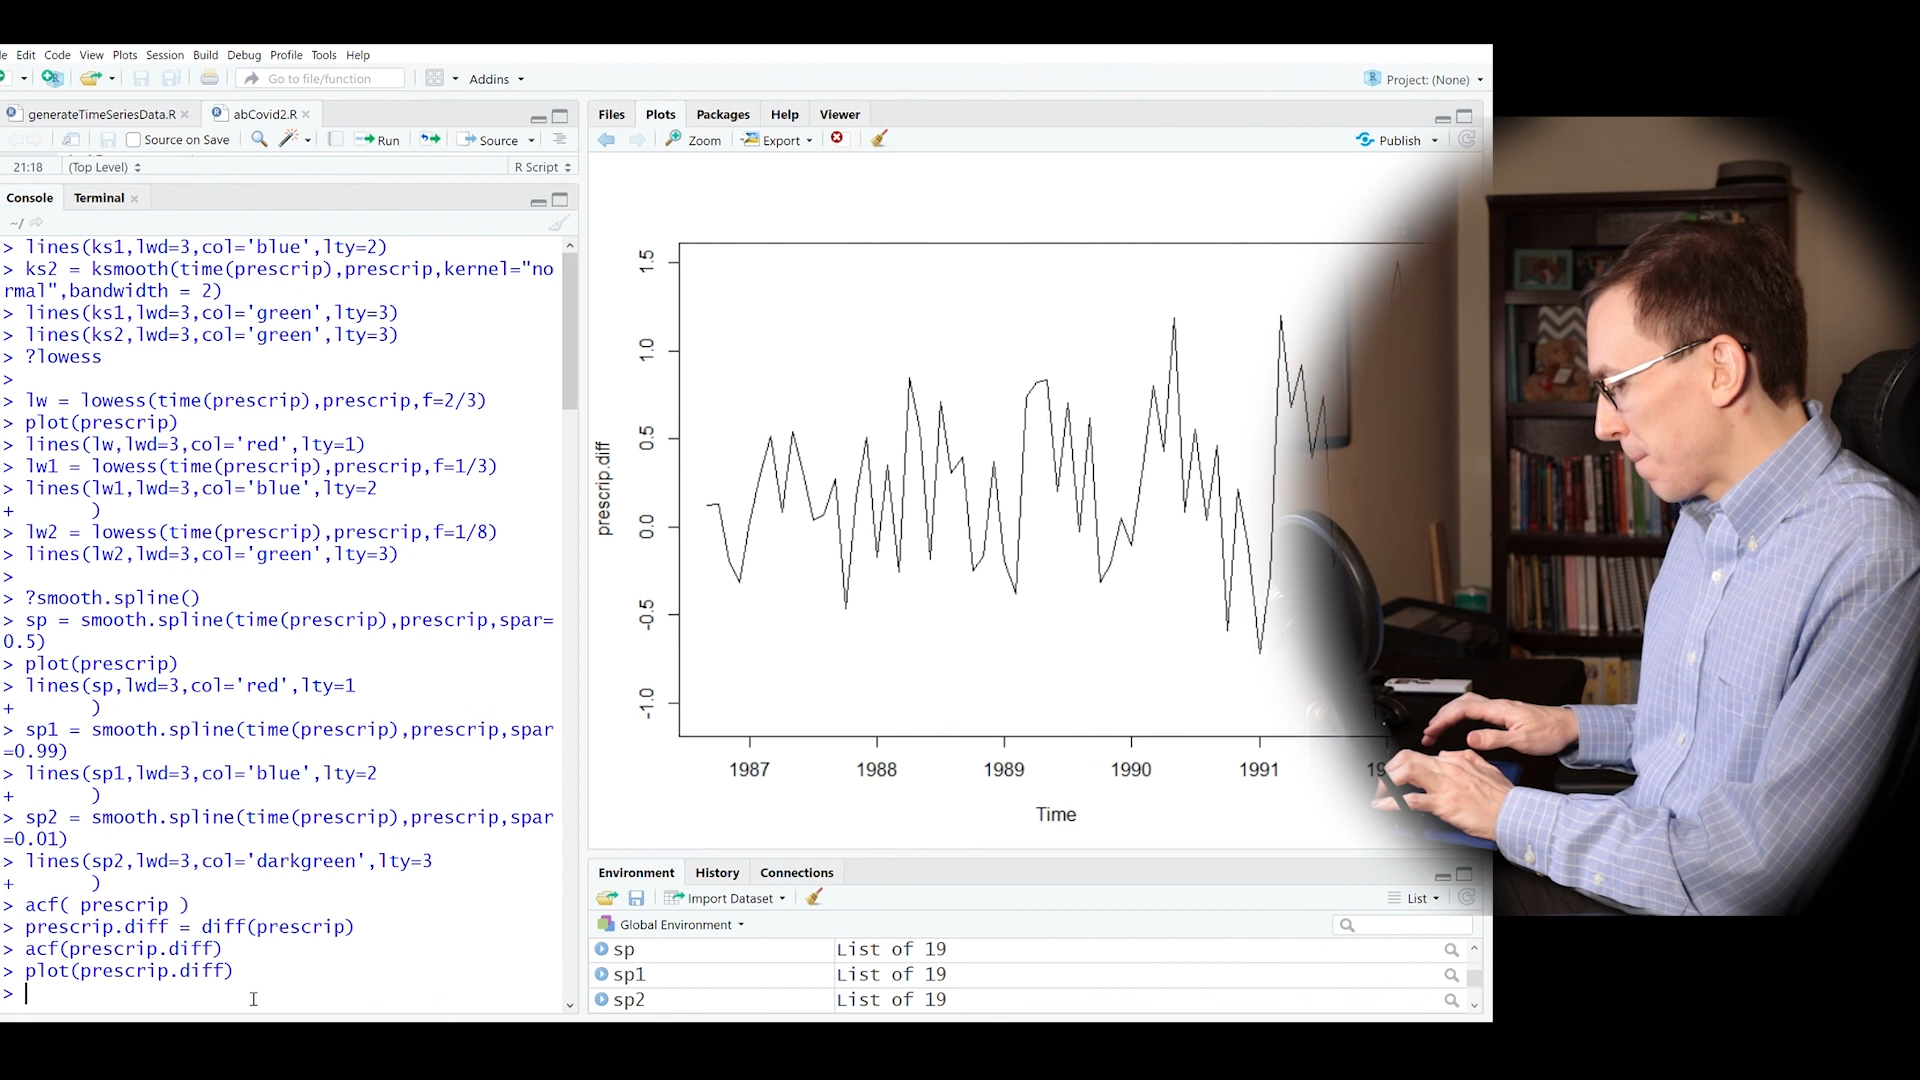 Edit Code View Plots Session Build Debug Profile Tools Help
Go to file/function
Addins
Project: (None)
generateTimeSeriesData.R
abCovid2.R
Source on Save
Run
Source
21:18
(Top Level)
R Script
Console
Terminal
~/
> lines(ks1,lwd=3,col='blue',lty=2)
> ks2 = ksmooth(time(prescrip),prescrip,kernel="no
rmal",bandwidth = 2)
> lines(ks1,lwd=3,col='green',lty=3)
> lines(ks2,lwd=3,col='green',lty=3)
> ?lowess
>
> lw = lowess(time(prescrip),prescrip,f=2/3)
> plot(prescrip)
> lines(lw,lwd=3,col='red',lty=1)
> lw1 = lowess(time(prescrip),prescrip,f=1/3)
> lines(lw1,lwd=3,col='blue',lty=2
+ )
> lw2 = lowess(time(prescrip),prescrip,f=1/8)
> lines(lw2,lwd=3,col='green',lty=3)
>
> ?smooth.spline()
> sp = smooth.spline(time(prescrip),prescrip,spar=
0.5)
> plot(prescrip)
> lines(sp,lwd=3,col='red',lty=1
+ )
> sp1 = smooth.spline(time(prescrip),prescrip,spar
=0.99)
> lines(sp1,lwd=3,col='blue',lty=2
+ )
> sp2 = smooth.spline(time(prescrip),prescrip,spar
=0.01)
> lines(sp2,lwd=3,col='darkgreen',lty=3
+ )
> acf( prescrip )
> prescrip.diff = diff(prescrip)
> acf(prescrip.diff)
> plot(prescrip.diff)
>
Files
Plots
Packages
Help
Viewer
Zoom
Export
Publish
prescrip.diff
1.5
1.0
0.5
0.0
-0.5
-1.0
1987
1988
1989
1990
1991
Time
Environment
History
Connections
Import Dataset
List
Global Environment
sp List of 19
sp1 List of 19
sp2 List of 19